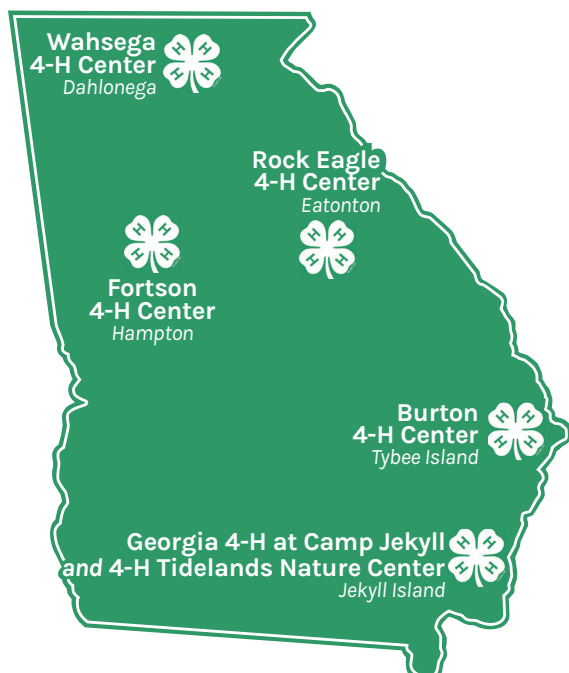 Wahsega
4-H Center
Dahlonega
H H
H H
Rock Eagle
4-H Center
Eatonton
H H
H H
H H
H H
Fortson
4-H Center
Hampton
Burton
4-H Center
Tybee Island
H H
H H
Georgia 4-H at Camp Jekyll
and 4-H Tidelands Nature Center
Jekyll Island
H H
H H